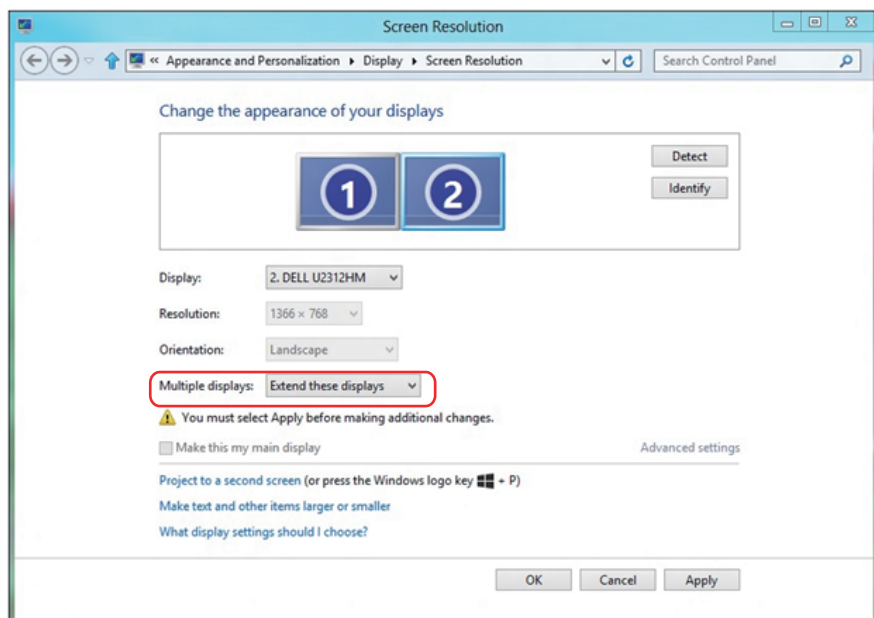 Screen Resolution
« Appearance and Personalization ▸ Display ▸ Screen Resolution
Search Control Panel
Change the appearance of your displays
1 2
Detect
Identify
Display: 2. DELL U2312HM
Resolution: 1366 × 768
Orientation: Landscape
Multiple displays: Extend these displays
You must select Apply before making additional changes.
Make this my main display
Advanced settings
Project to a second screen (or press the Windows logo key + P)
Make text and other items larger or smaller
What display settings should I choose?
OK Cancel Apply